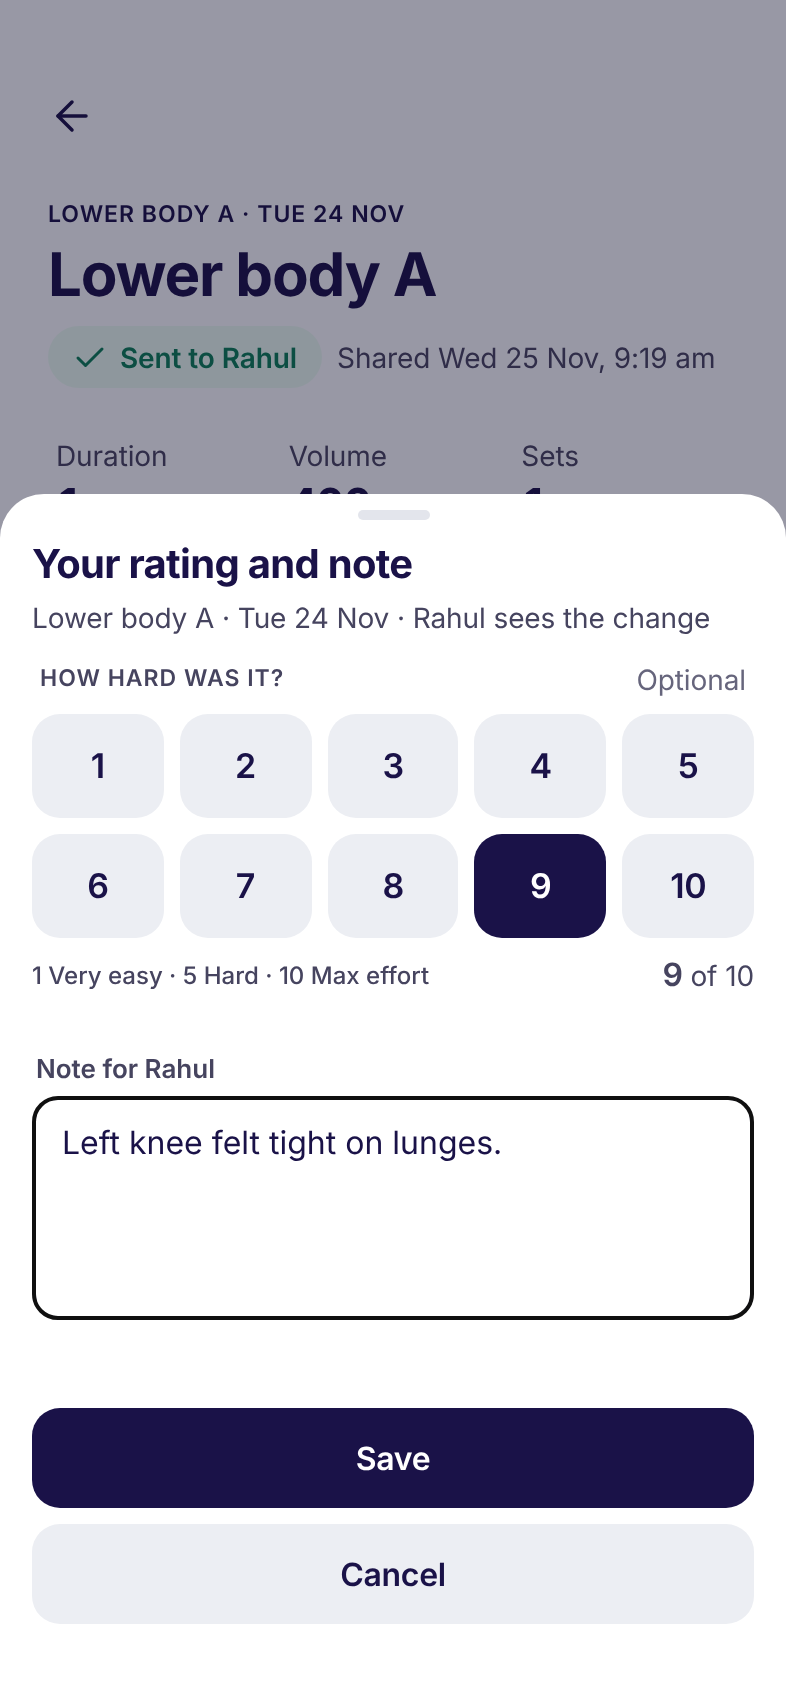 LOWER BODY A · TUE 24 NOV
Lower body A
Sent to Rahul
Shared Wed 25 Nov, 9:19 am
Duration
Volume
Sets
Your rating and note
Lower body A · Tue 24 Nov · Rahul sees the change
HOW HARD WAS IT?
Optional
1
2
3
4
5
6
7
8
9
10
1 Very easy · 5 Hard · 10 Max effort
9 of 10
Note for Rahul
Left knee felt tight on lunges.
Save
Cancel